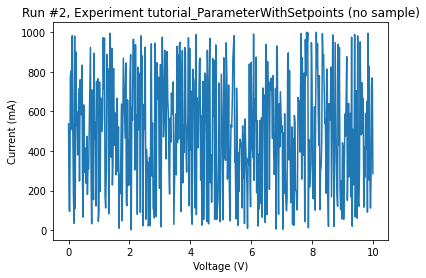 Run #2, Experiment tutorial_ParameterWithSetpoints (no sample)
1000
800
600
400
200
0
Current (mA)
0 2 4 6 8 10
Voltage (V)